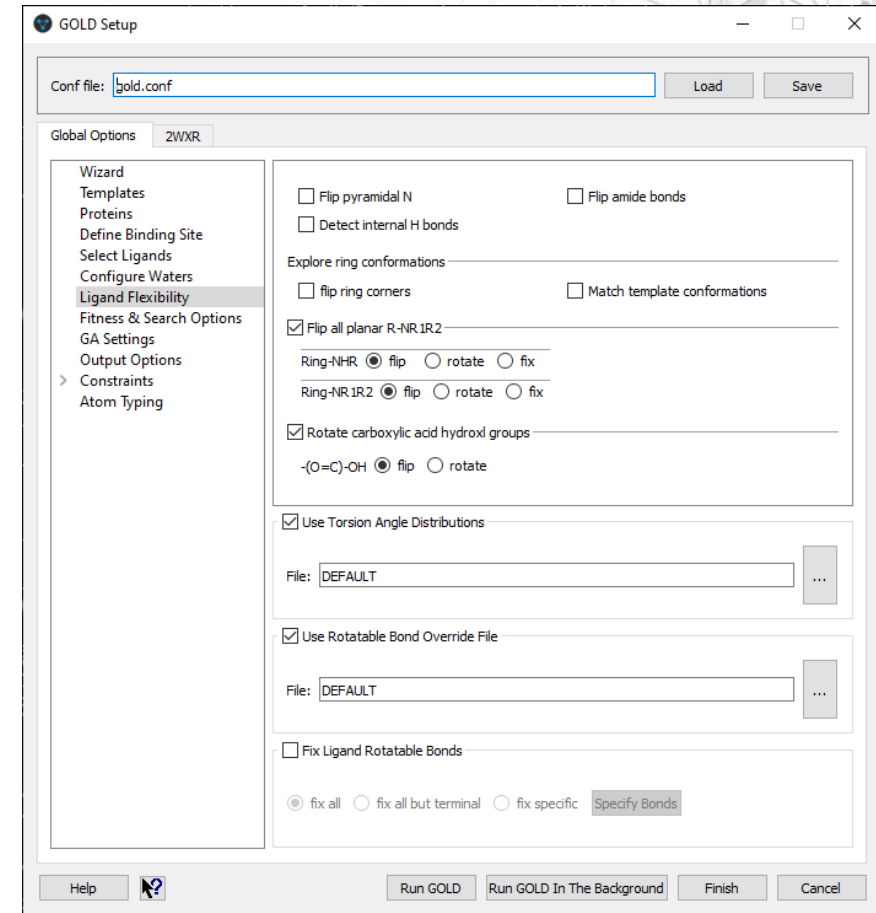 GOLD Setup
Conf file: gold.conf Load Save
Global Options 2WXR
Wizard
Templates
Proteins
Define Binding Site
Select Ligands
Configure Waters
Ligand Flexibility
Fitness & Search Options
GA Settings
Output Options
Constraints
Atom Typing
Flip pyramidal N Flip amide bonds
Detect internal H bonds
Explore ring conformations
flip ring corners Match template conformations
Flip all planar R-NR1R2
Ring-NHR flip rotate fix
Ring-NR1R2 flip rotate fix
Rotate carboxylic acid hydroxl groups
-(O=C)-OH flip rotate
Use Torsion Angle Distributions
File: DEFAULT ...
Use Rotatable Bond Override File
File: DEFAULT ...
Fix Ligand Rotatable Bonds
fix all fix all but terminal fix specific Specify Bonds
Help ? Run GOLD Run GOLD In The Background Finish Cancel